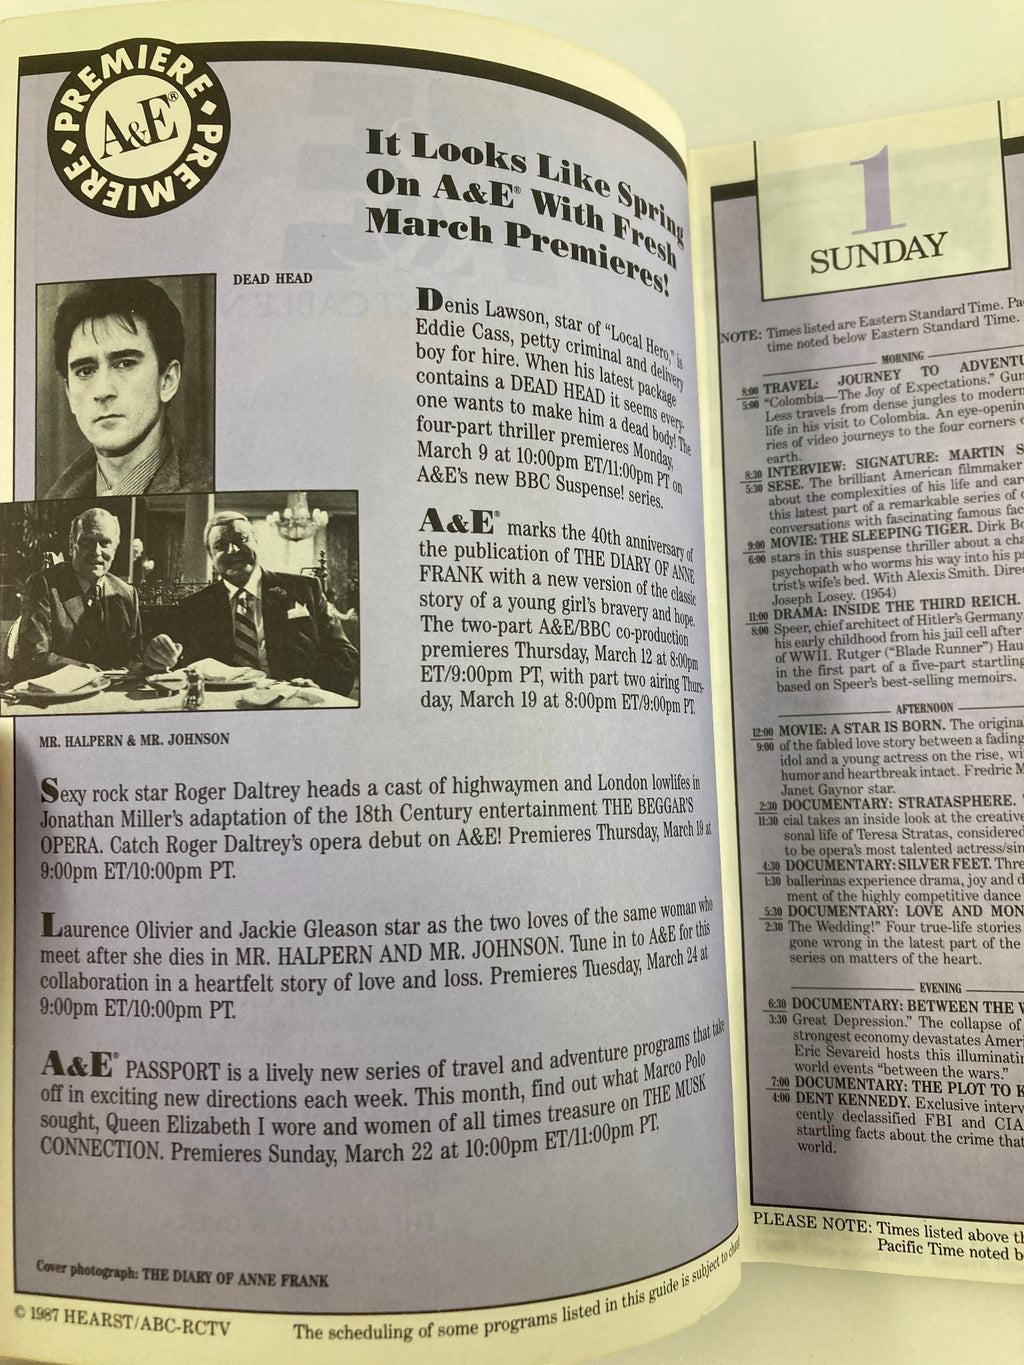 PREMIERE • PREMIERE • PREMIERE •
A&E®
It Looks Like Spring
On A&E® With Fresh
March Premieres!
DEAD HEAD
Denis Lawson, star of "Local Hero," is
Eddie Cass, petty criminal and delivery
boy for hire. When his latest package
contains a DEAD HEAD it seems every-
one wants to make him a dead body! The
four-part thriller premieres Monday,
March 9 at 10:00pm ET/11:00pm PT on
A&E's new BBC Suspense! series.
A&E® marks the 40th anniversary of
the publication of THE DIARY OF ANNE
FRANK with a new version of the classic
story of a young girl's bravery and hope.
The two-part A&E/BBC co-production
premieres Thursday, March 12 at 8:00pm
ET/9:00pm PT, with part two airing Thurs-
day, March 19 at 8:00pm ET/9:00pm PT.
MR. HALPERN & MR. JOHNSON
Sexy rock star Roger Daltrey heads a cast of highwaymen and London lowlifes in
Jonathan Miller's adaptation of the 18th Century entertainment THE BEGGAR'S
OPERA. Catch Roger Daltrey's opera debut on A&E! Premieres Thursday, March 19 at
9:00pm ET/10:00pm PT.
Laurence Olivier and Jackie Gleason star as the two loves of the same woman who
meet after she dies in MR. HALPERN AND MR. JOHNSON. Tune in to A&E for this
collaboration in a heartfelt story of love and loss. Premieres Tuesday, March 24 at
9:00pm ET/10:00pm PT.
A&E® PASSPORT is a lively new series of travel and adventure programs that take
off in exciting new directions each week. This month, find out what Marco Polo
sought, Queen Elizabeth I wore and women of all times treasure on THE MUSK
CONNECTION. Premieres Sunday, March 22 at 10:00pm ET/11:00pm PT.
Cover photograph: THE DIARY OF ANNE FRANK
© 1987 HEARST/ABC-RCTV
The scheduling of some programs listed in this guide is subject to
1
SUNDAY
NOTE: Times listed are Eastern Standard Time. Pa
time noted below Eastern Standard Time.
MORNING
8:00 TRAVEL: JOURNEY TO ADVENTU
5:00 "Colombia—The Joy of Expectations." Gun
Less travels from dense jungles to modern
life in his visit to Colombia. An eye-openin
ries of video journeys to the four corners o
earth.
8:30 INTERVIEW: SIGNATURE: MARTIN S
5:30 SESE. The brilliant American filmmaker
about the complexities of his life and car
this latest part of a remarkable series of c
conversations with fascinating famous fac
9:00 MOVIE: THE SLEEPING TIGER. Dirk Bo
6:00 stars in this suspense thriller about a cha
psychopath who worms his way into his ps
trist's wife's bed. With Alexis Smith. Dire
Joseph Losey. (1954)
11:00 DRAMA: INSIDE THE THIRD REICH.
8:00 Speer, chief architect of Hitler's Germany,
his early childhood from his jail cell after
of WWII. Rutger ("Blade Runner") Hau
in the first part of a five-part startling
based on Speer's best-selling memoirs.
AFTERNOON
12:00 MOVIE: A STAR IS BORN. The origina
9:00 of the fabled love story between a fading
idol and a young actress on the rise, wi
humor and heartbreak intact. Fredric M
Janet Gaynor star.
2:30 DOCUMENTARY: STRATASPHERE.
11:30 cial takes an inside look at the creative
sonal life of Teresa Stratas, considered
to be opera's most talented actress/sin
4:30 DOCUMENTARY: SILVER FEET. Thre
1:30 ballerinas experience drama, joy and d
ment of the highly competitive dance
5:30 DOCUMENTARY: LOVE AND MON
2:30 The Wedding!" Four true-life stories
gone wrong in the latest part of the
series on matters of the heart.
EVENING
6:30 DOCUMENTARY: BETWEEN THE W
3:30 Great Depression." The collapse of
strongest economy devastates Ameri
Eric Sevareid hosts this illuminatin
world events "between the wars."
7:00 DOCUMENTARY: THE PLOT TO K
4:00 DENT KENNEDY. Exclusive interv
cently declassified FBI and CIA
startling facts about the crime that
world.
PLEASE NOTE: Times listed above th
Pacific Time noted b